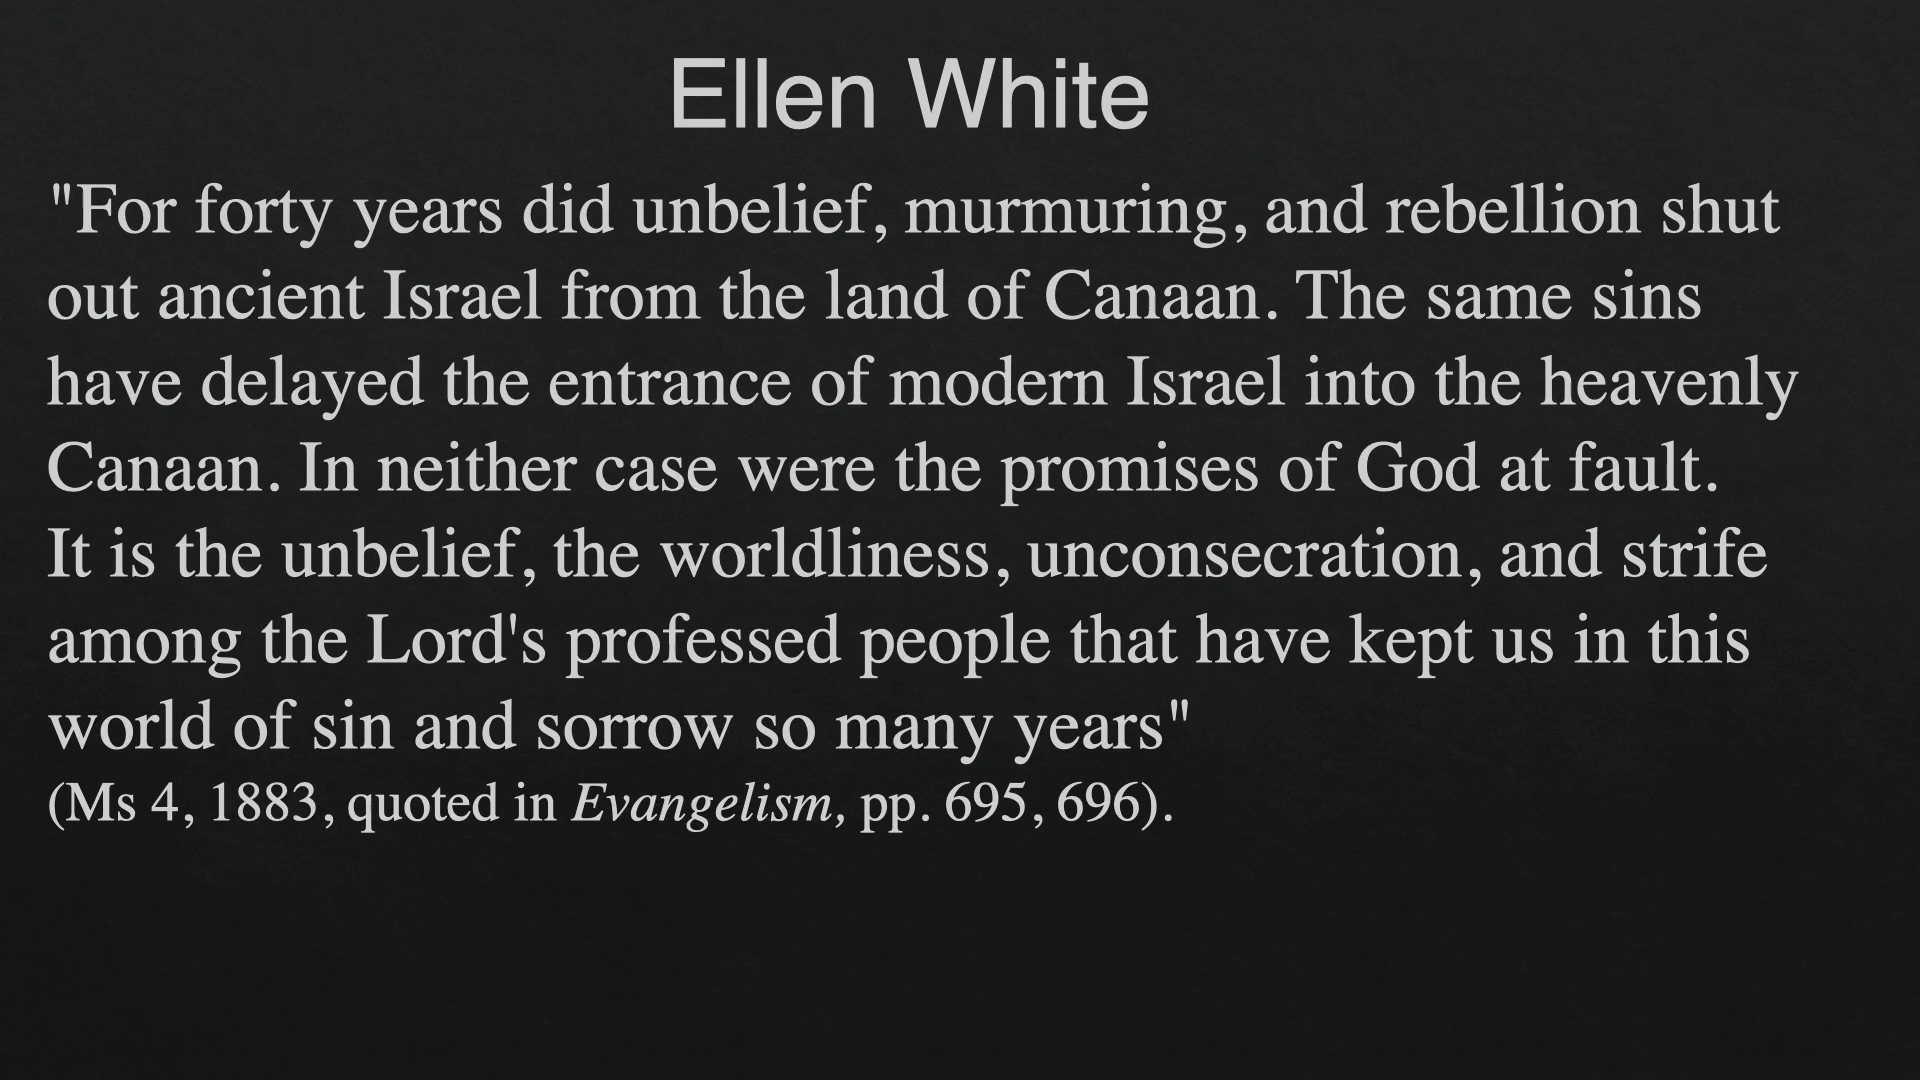 Ellen White
"For forty years did unbelief, murmuring, and rebellion shut
out ancient Israel from the land of Canaan. The same sins
have delayed the entrance of modern Israel into the heavenly
Canaan. In neither case were the promises of God at fault.
It is the unbelief, the worldliness, unconsecration, and strife
among the Lord's professed people that have kept us in this
world of sin and sorrow so many years"
(Ms 4, 1883, quoted in Evangelism, pp. 695, 696).